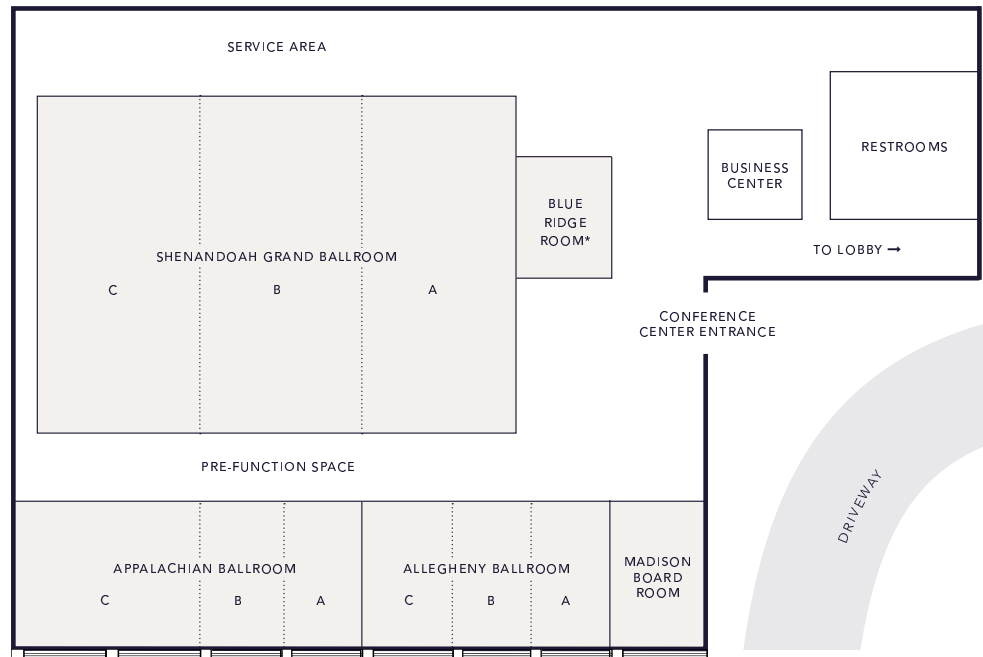 SERVICE AREA
RESTROOMS
BUSINESS
CENTER
BLUE
RIDGE
ROOM*
TO LOBBY →
SHENANDOAH GRAND BALLROOM
C
B
A
CONFERENCE
CENTER ENTRANCE
PRE-FUNCTION SPACE
DRIVEWAY
APPALACHIAN BALLROOM
C
B
A
ALLEGHENY BALLROOM
C
B
A
MADISON
BOARD
ROOM